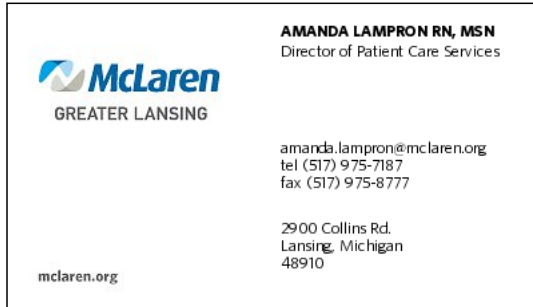 McLaren
GREATER LANSING
mclaren.org
AMANDA LAMPRON RN, MSN
Director of Patient Care Services
amanda.lampron@mclaren.org
tel (517) 975-7187
fax (517) 975-8777
2900 Collins Rd.
Lansing, Michigan
48910